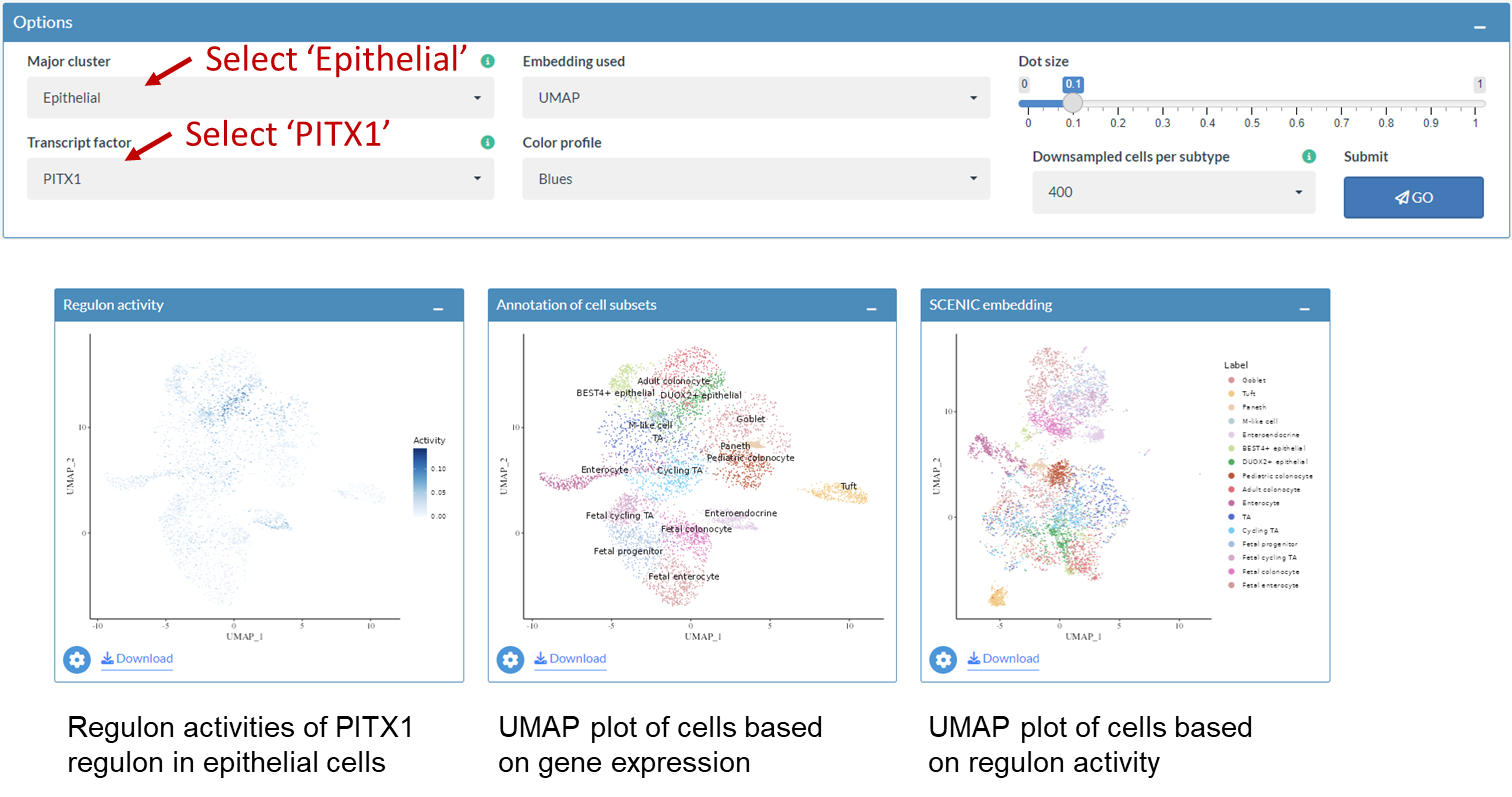 Options
Major cluster
Select ‘Epithelial’
Epithelial
Transcript factor
Select ‘PITX1’
PITX1
Embedding used
UMAP
Color profile
Blues
Dot size
0 0.1 1
0 0.1 0.2 0.3 0.4 0.5 0.6 0.7 0.8 0.9 1
Downsampled cells per subtype
400
Submit
GO
Regulon activity
UMAP_2
10
0
-10 -5 0 5 10
UMAP_1
Activity
0.10
0.05
0.00
Download
Annotation of cell subsets
UMAP_2
10
0
Adult colonocyte
BEST4+ epithelial
DUOX2+ epithelial
Goblet
M-like cell
TA
Paneth
Pediatric colonocyte
Enterocyte
Cycling TA
Tuft
Fetal cycling TA
Enteroendocrine
Fetal colonocyte
Fetal progenitor
Fetal enterocyte
-10 -5 0 5 10
UMAP_1
Download
SCENIC embedding
UMAP_2
10
0
-5 0 5 10
UMAP_1
Label
Goblet
Tuft
Paneth
M-like cell
Enteroendocrine
BEST4+ epithelial
DUOX2+ epithelial
Pediatric colonocyte
Adult colonocyte
Enterocyte
TA
Cycling TA
Fetal progenitor
Fetal cycling TA
Fetal colonocyte
Fetal enterocyte
Download
Regulon activities of PITX1
regulon in epithelial cells
UMAP plot of cells based
on gene expression
UMAP plot of cells based
on regulon activity